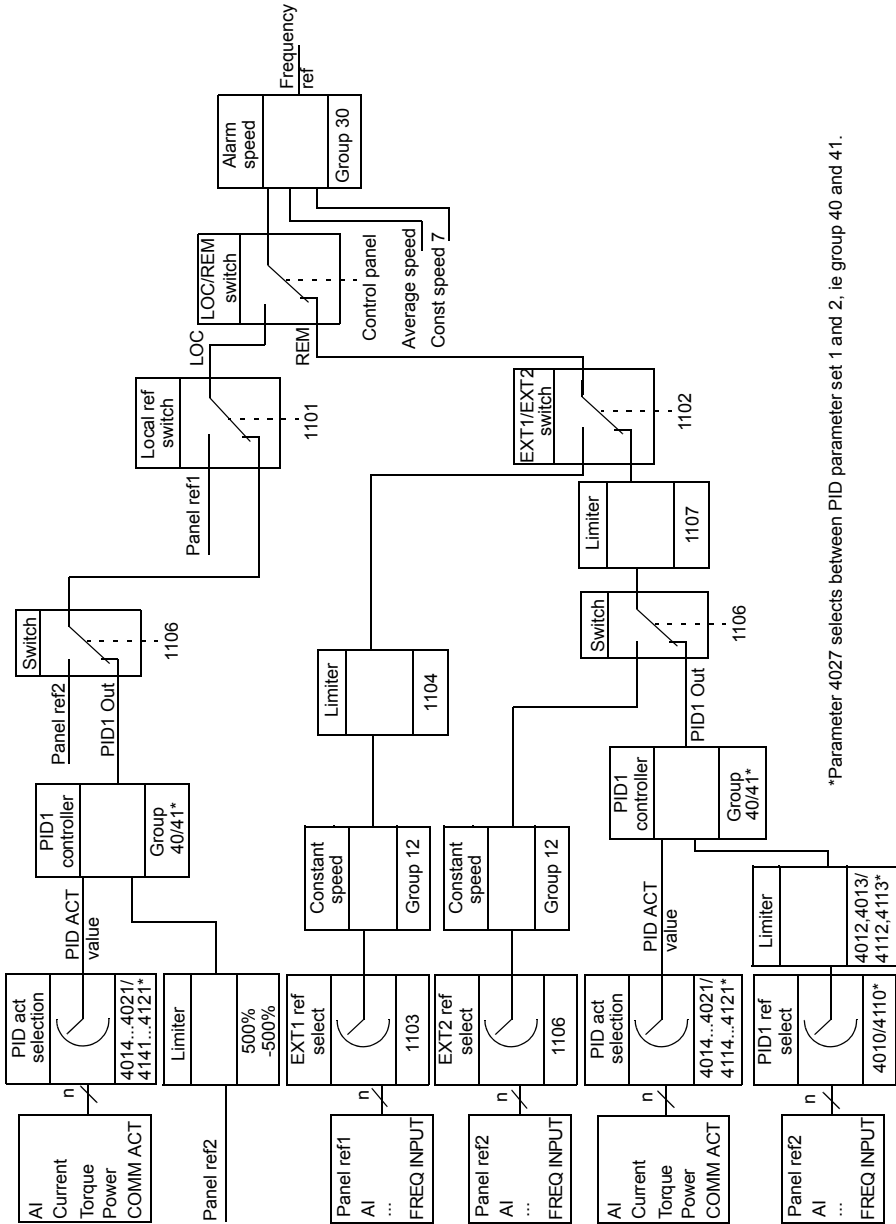 AI
Current
Torque
Power
COMM ACT
n
PID act
selection
4014...4021/
4141...4121*
PID ACT
value
PID1
controller
Group
40/41*
Panel ref2
PID1 Out
Switch
1106
Panel ref2
Limiter
500%
-500%
Panel ref1
Local ref
switch
1101
LOC
REM
LOC/REM
switch
Control panel
Average speed
Const speed 7
Alarm
speed
Group 30
Frequency
ref
Panel ref1
AI
...
FREQ INPUT
n
EXT1 ref
select
1103
Constant
speed
Group 12
Limiter
1104
EXT1/EXT2
switch
1102
Panel ref2
AI
...
FREQ INPUT
n
EXT2 ref
select
1106
Constant
speed
Group 12
Switch
1106
Limiter
1107
AI
Current
Torque
Power
COMM ACT
n
PID act
selection
4014...4021/
4114...4121*
PID ACT
value
PID1
controller
Group
40/41*
PID1 Out
Panel ref2
AI
...
FREQ INPUT
n
PID1 ref
select
4010/4110*
Limiter
4012,4013/
4112,4113*
*Parameter 4027 selects between PID parameter set 1 and 2, ie group 40 and 41.